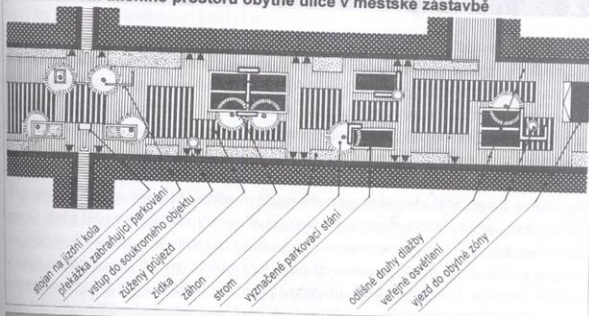 uličního prostoru obytné ulice v městské zástavbě
stojan na jízdní kola
překážka zabraňující parkování
vstup do soukromého objektu
zúžený průjezd
zídka
záhon
strom
vyznačené parkovací stání
odlišné druhy dlažby
veřejné osvětlení
vjezd do obytné zóny